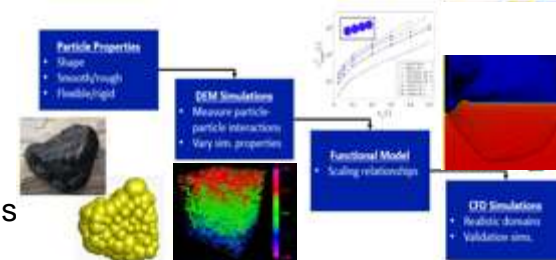 Particle Properties
• Shape
• Smooth/rough
• Flexible/rigid
DEM Simulations
• Measure particle-
particle interactions
• Vary sim. properties
Functional Model
• Scaling relationships
CFD Simulations
• Realistic domains
• Validation sims.
s